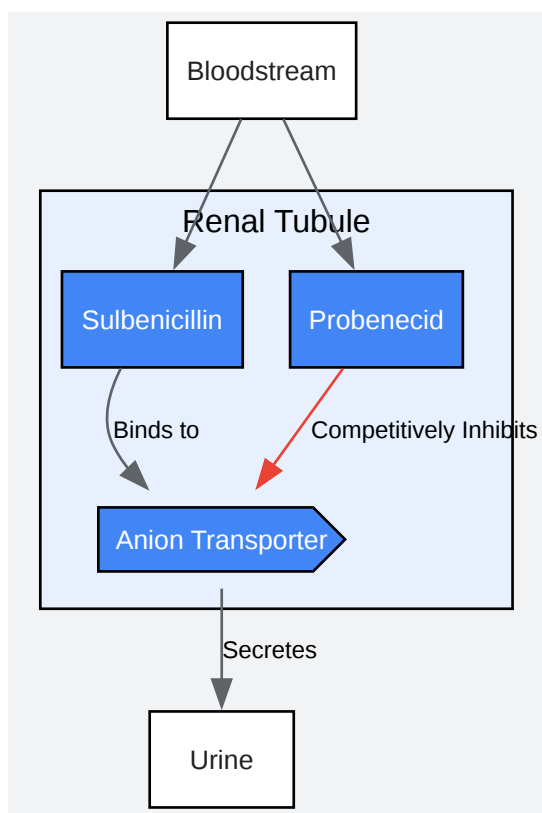 Bloodstream
Renal Tubule
Sulbenicillin
Probenecid
Binds to
Competitively Inhibits
Anion Transporter
Secretes
Urine